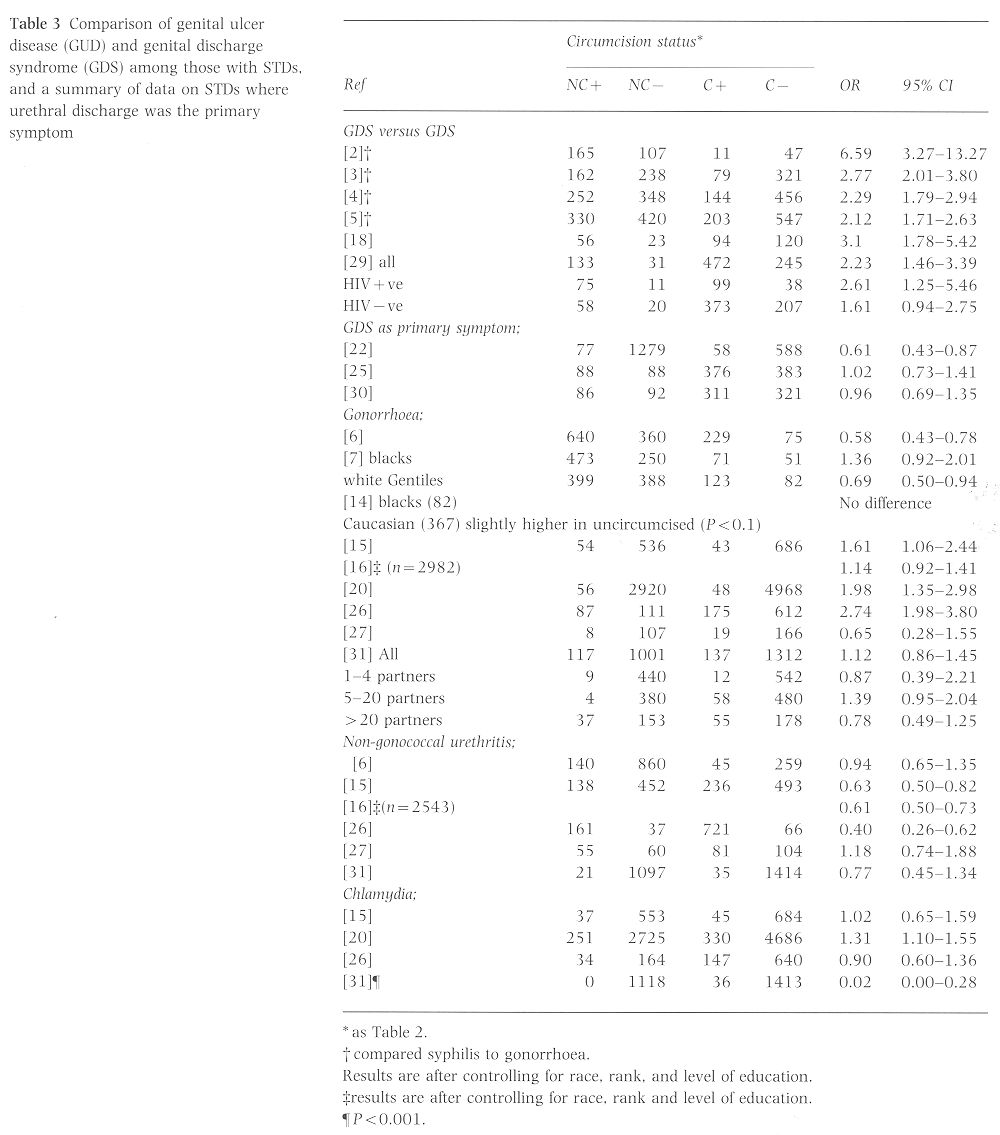 Table 3 Comparison of genital ulcer
disease (GUD) and genital discharge
syndrome (GDS) among those with STDs,
and a summary of data on STDs where
urethral discharge was the primary
symptom
Circumcision status*
Ref NC+ NC− C+ C− OR 95% CI
GDS versus GDS
[2]† 165 107 11 47 6.59 3.27–13.27
[3]† 162 238 79 321 2.77 2.01–3.80
[4]† 252 348 144 456 2.29 1.79–2.94
[5]† 330 420 203 547 2.12 1.71–2.63
[18] 56 23 94 120 3.1 1.78–5.42
[29] all 133 31 472 245 2.23 1.46–3.39
HIV+ve 75 11 99 38 2.61 1.25–5.46
HIV−ve 58 20 373 207 1.61 0.94–2.75
GDS as primary symptom;
[22] 77 1279 58 588 0.61 0.43–0.87
[25] 88 88 376 383 1.02 0.73–1.41
[30] 86 92 311 321 0.96 0.69–1.35
Gonorrhoea;
[6] 640 360 229 75 0.58 0.43–0.78
[7] blacks 473 250 71 51 1.36 0.92–2.01
white Gentiles 399 388 123 82 0.69 0.50–0.94
[14] blacks (82) No difference
Caucasian (367) slightly higher in uncircumcised (P<0.1)
[15] 54 536 43 686 1.61 1.06–2.44
[16]‡ (n=2982) 1.14 0.92–1.41
[20] 56 2920 48 4968 1.98 1.35–2.98
[26] 87 111 175 612 2.74 1.98–3.80
[27] 8 107 19 166 0.65 0.28–1.55
[31] All 117 1001 137 1312 1.12 0.86–1.45
1–4 partners 9 440 12 542 0.87 0.39–2.21
5–20 partners 4 380 58 480 1.39 0.95–2.04
>20 partners 37 153 55 178 0.78 0.49–1.25
Non-gonococcal urethritis;
[6] 140 860 45 259 0.94 0.65–1.35
[15] 138 452 236 493 0.63 0.50–0.82
[16]‡(n=2543) 0.61 0.50–0.73
[26] 161 37 721 66 0.40 0.26–0.62
[27] 55 60 81 104 1.18 0.74–1.88
[31] 21 1097 35 1414 0.77 0.45–1.34
Chlamydia;
[15] 37 553 45 684 1.02 0.65–1.59
[20] 251 2725 330 4686 1.31 1.10–1.55
[26] 34 164 147 640 0.90 0.60–1.36
[31]¶ 0 1118 36 1413 0.02 0.00–0.28
*as Table 2.
†compared syphilis to gonorrhoea.
Results are after controlling for race, rank, and level of education.
‡results are after controlling for race, rank and level of education.
¶P<0.001.